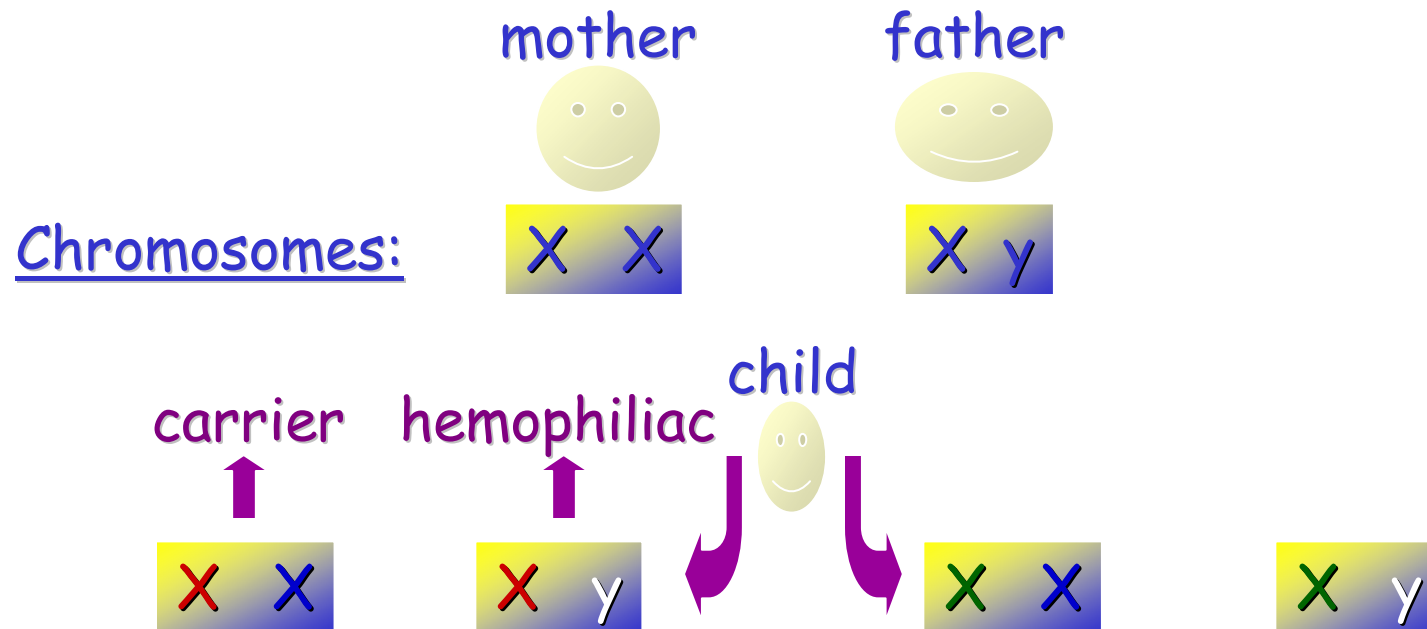 mother father
Chromosomes: X X X y
child
carrier hemophiliac
X X X y X X X y